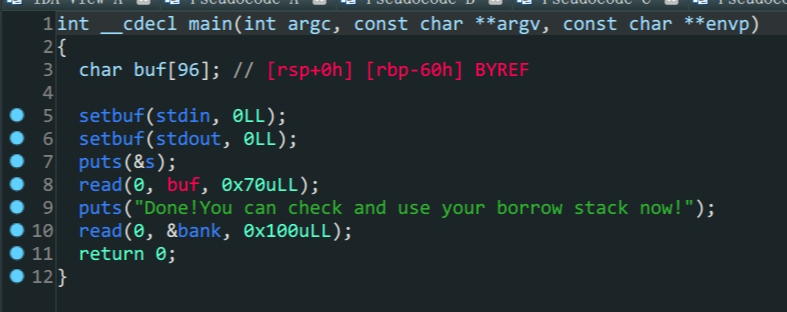 IDA View-A Pseudocode-A Pseudocode-B Pseudocode-C Pseudocode
1 int __cdecl main(int argc, const char **argv, const char **envp)
2 {
3 char buf[96]; // [rsp+0h] [rbp-60h] BYREF
4
5 setbuf(stdin, 0LL);
6 setbuf(stdout, 0LL);
7 puts(&s);
8 read(0, buf, 0x70uLL);
9 puts("Done!You can check and use your borrow stack now!");
10 read(0, &bank, 0x100uLL);
11 return 0;
12 }